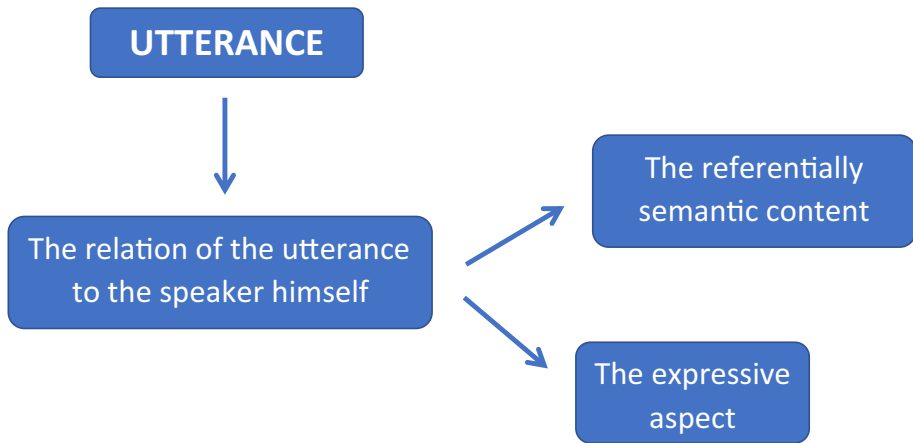 UTTERANCE
The relation of the utterance
to the speaker himself
The referentially
semantic content
The expressive
aspect